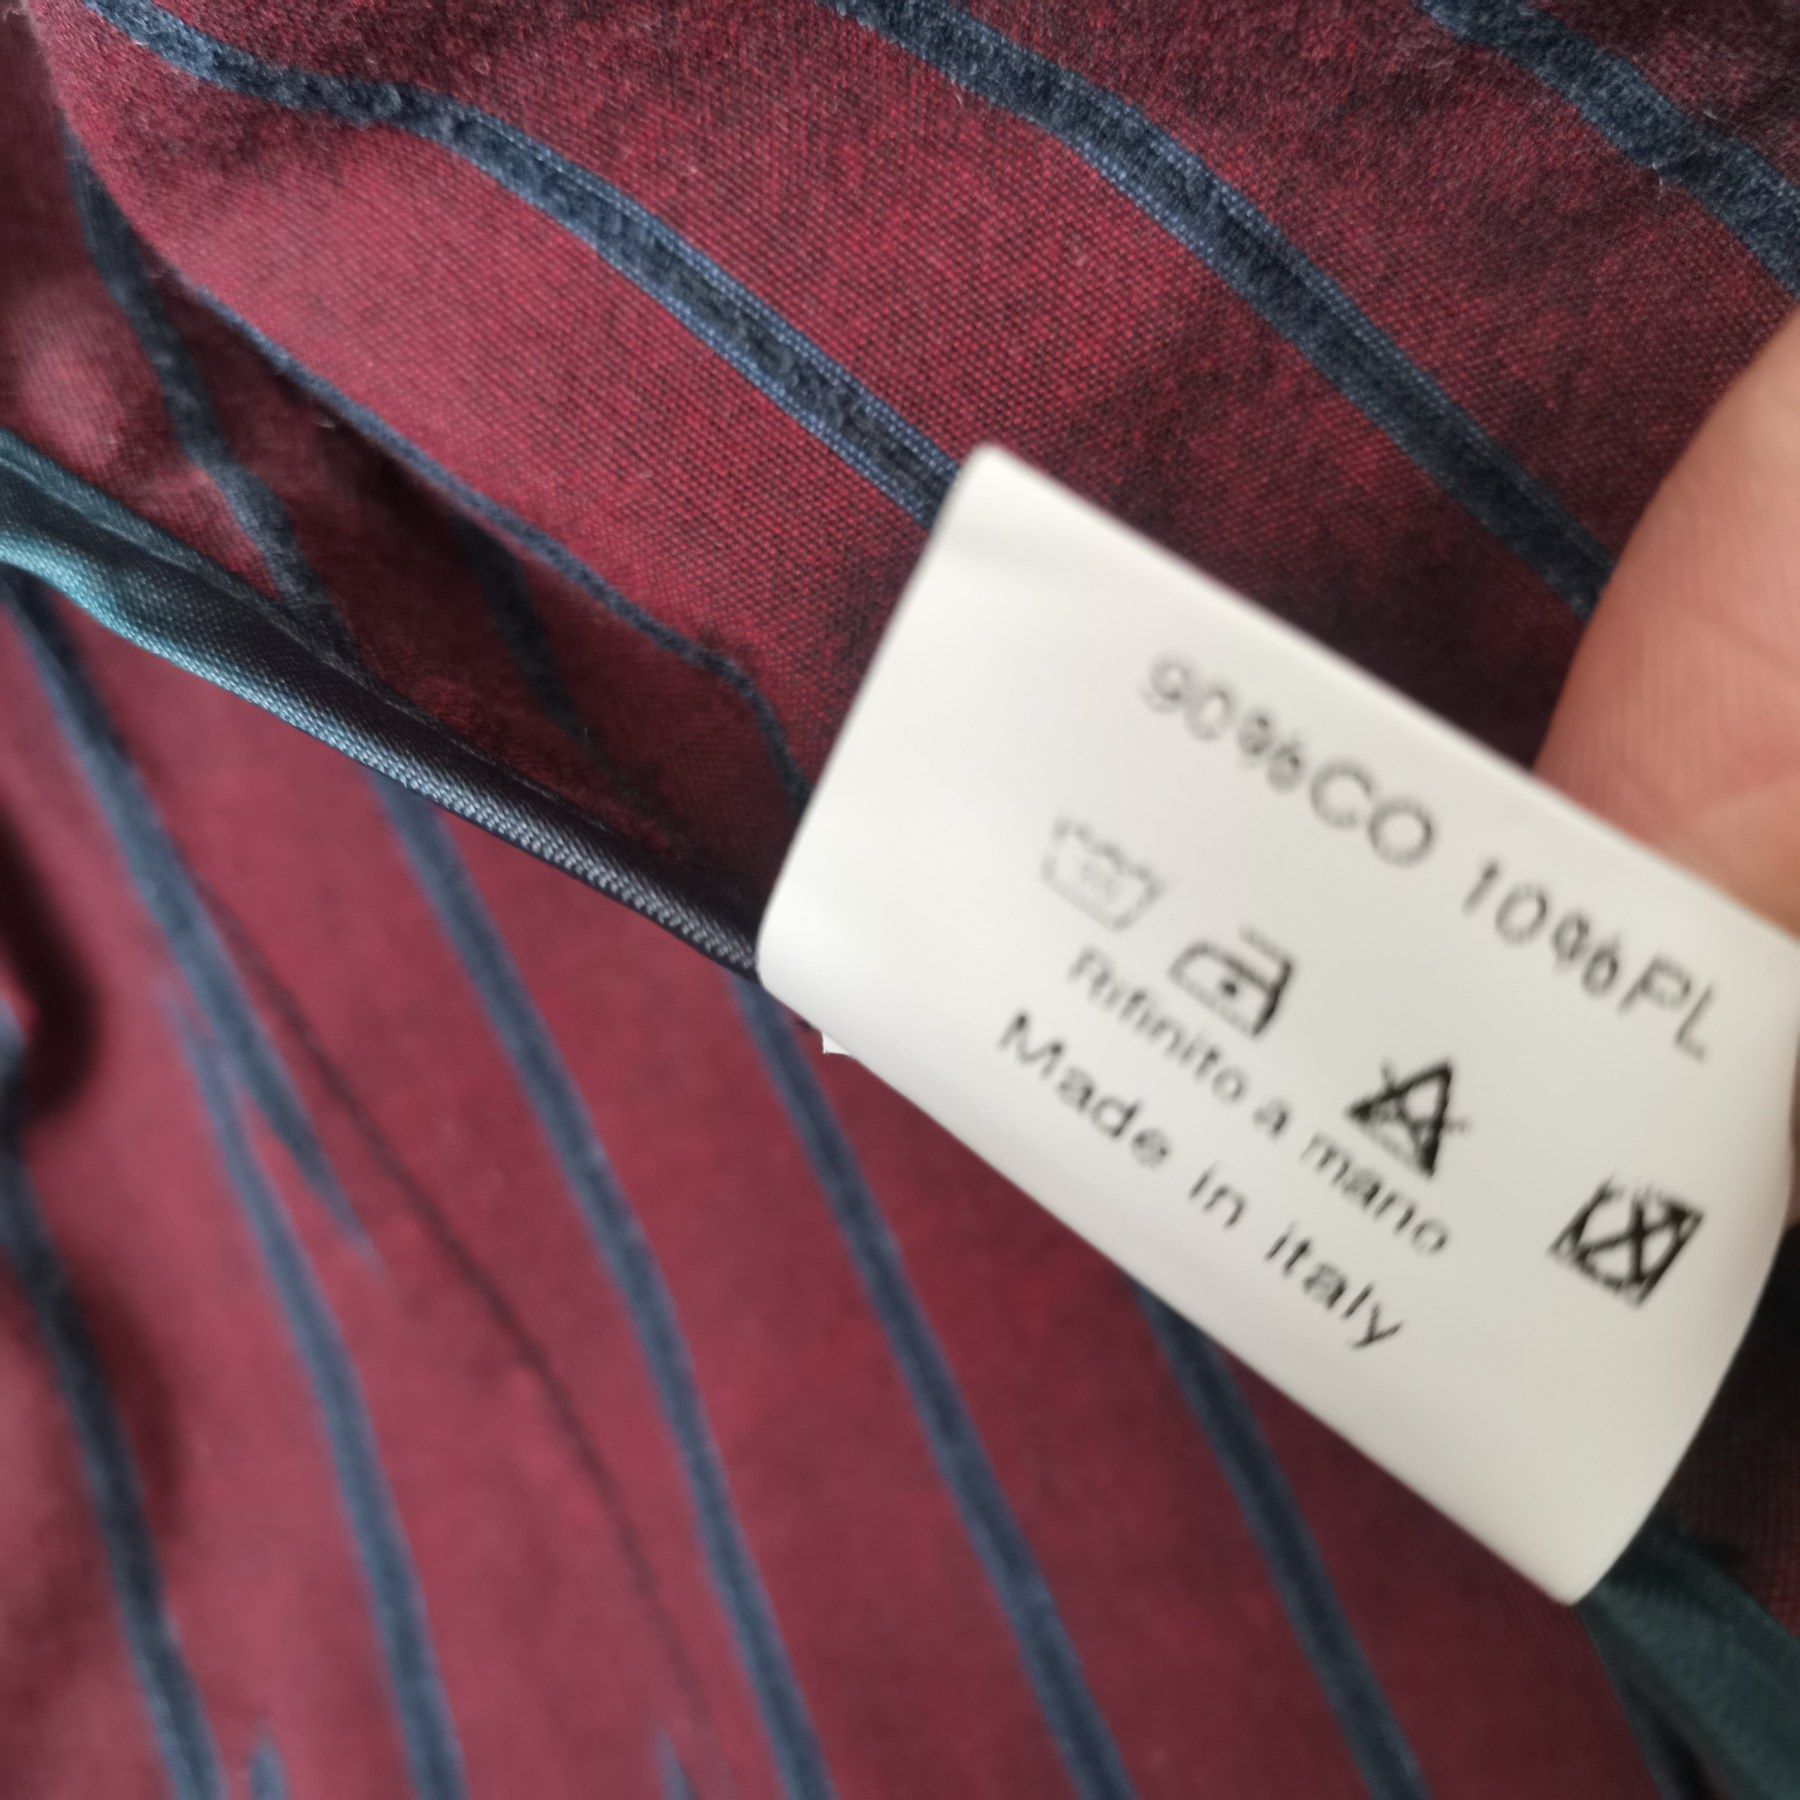 90%CO 10%PL
Rifinito a mano
Made in italy